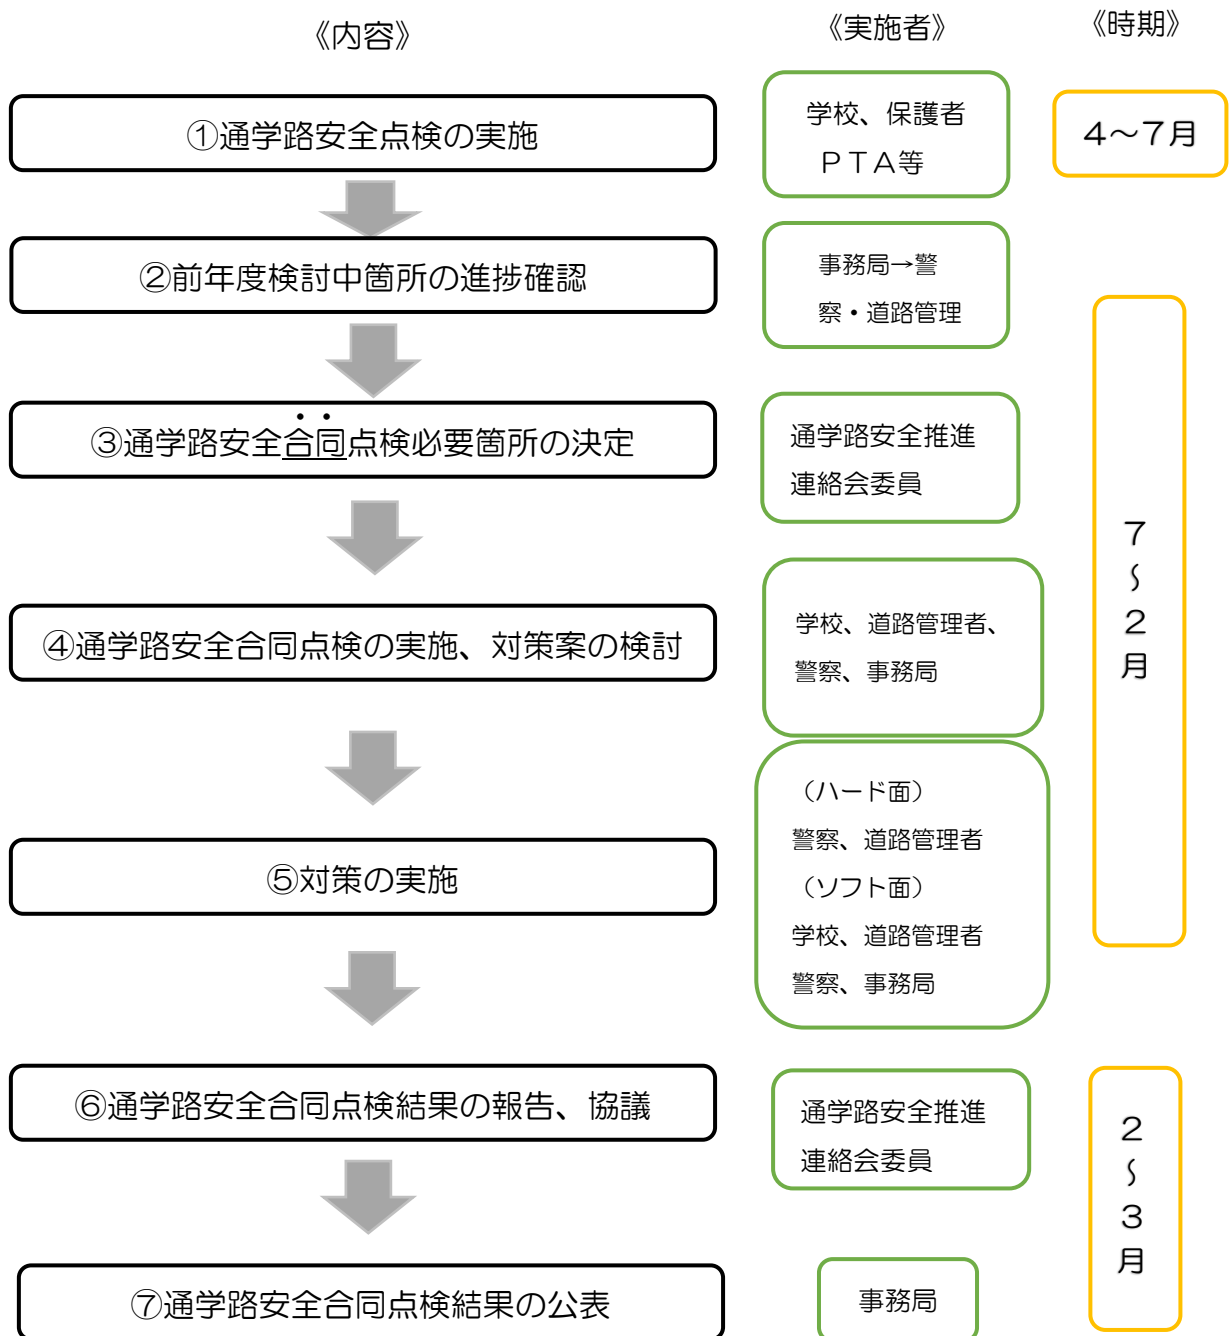 《内容》
《実施者》
《時期》
①通学路安全点検の実施
学校、保護者
ＰＴＡ等
４～７月
②前年度検討中箇所の進捗確認
事務局→警
察・道路管理
③通学路安全合同点検必要箇所の決定
通学路安全推進
連絡会委員
７～２月
④通学路安全合同点検の実施、対策案の検討
学校、道路管理者、
警察、事務局
⑤対策の実施
（ハード面）
警察、道路管理者
（ソフト面）
学校、道路管理者
警察、事務局
⑥通学路安全合同点検結果の報告、協議
通学路安全推進
連絡会委員
２～３月
⑦通学路安全合同点検結果の公表
事務局